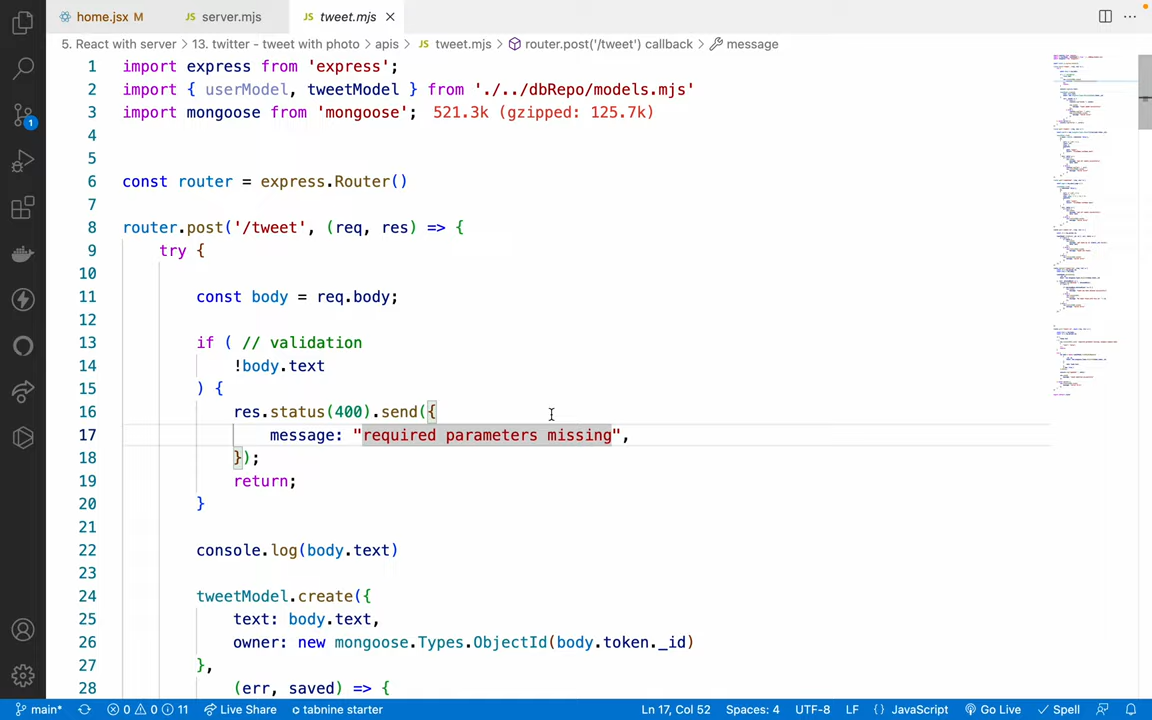 home.jsx M
server.mjs
tweet.mjs
5. React with server > 13. twitter - tweet with photo > apis > tweet.mjs > router.post('/tweet') callback > message
1 import express from 'express';
2 import { userModel, tweetModel } from './../dbRepo/models.mjs'
3 import mongoose from 'mongoose'; 521.3k (gzipped: 125.7k)
4
5
6 const router = express.Router()
7
8 router.post('/tweet', (req, res) => {
9 try {
10
11 const body = req.body;
12
13 if ( // validation
14 !body.text
15 ) {
16 res.status(400).send({
17 message: "required parameters missing",
18 });
19 return;
20 }
21
22 console.log(body.text)
23
24 tweetModel.create({
25 text: body.text,
26 owner: new mongoose.Types.ObjectId(body.token._id)
27 },
28 (err, saved) => {
1
main* 0 0 11 Live Share tabnine starter Ln 17, Col 52 Spaces: 4 UTF-8 LF {} JavaScript Go Live Spell